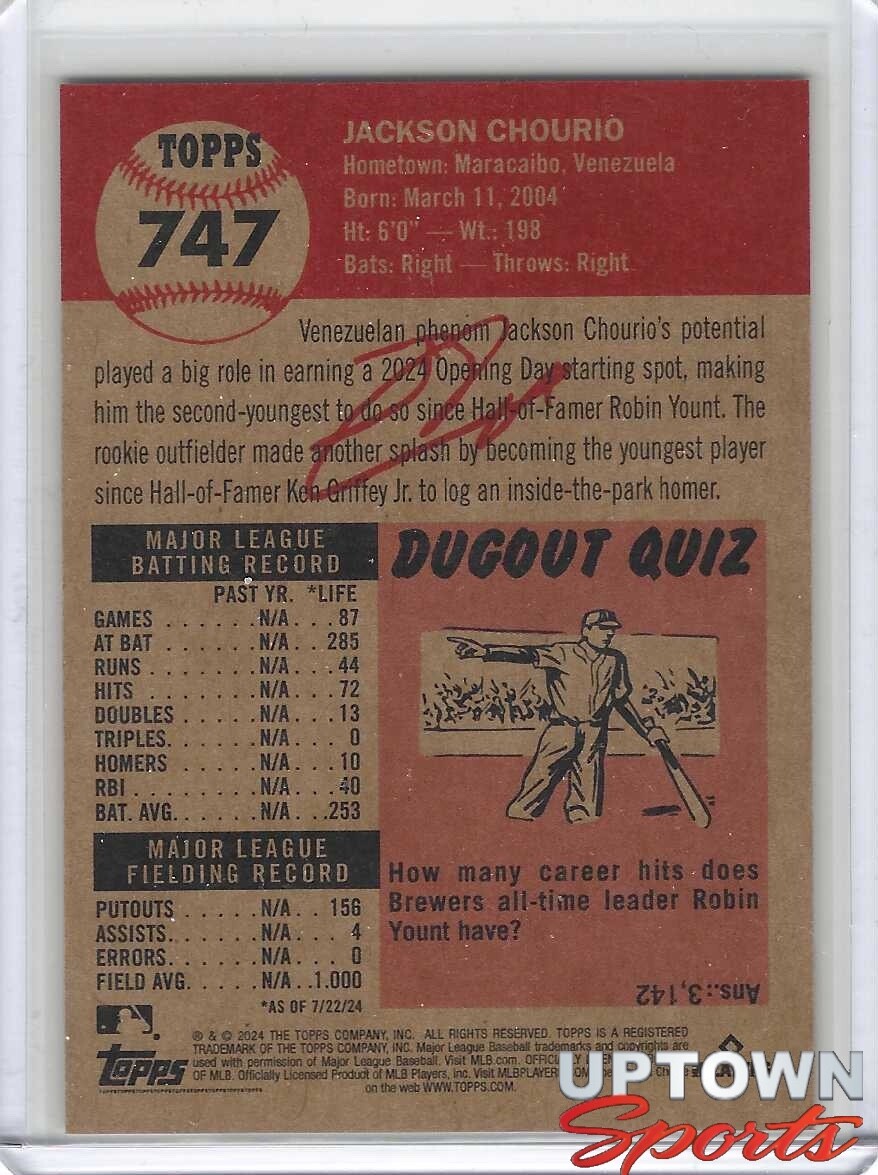 TOPPS
747
JACKSON CHOURIO
Hometown: Maracaibo, Venezuela
Born: March 11, 2004
Ht: 6'0" — Wt.: 198
Bats: Right — Throws: Right
Venezuelan phenom Jackson Chourio's potential
played a big role in earning a 2024 Opening Day starting spot, making
him the second-youngest to do so since Hall-of-Famer Robin Yount. The
rookie outfielder made another splash by becoming the youngest player
since Hall-of-Famer Ken Griffey Jr. to log an inside-the-park homer.
MAJOR LEAGUE
BATTING RECORD
PAST YR. *LIFE
GAMES . . . . . . N/A . . . 87
AT BAT . . . . . . N/A . . . 285
RUNS . . . . . . . N/A . . . 44
HITS . . . . . . . N/A . . . 72
DOUBLES . . . . . N/A . . . 13
TRIPLES. . . . . . N/A . . . 0
HOMERS . . . . . N/A . . . 10
RBI . . . . . . . . N/A . . . 40
BAT. AVG. . . . . N/A . . .253
MAJOR LEAGUE
FIELDING RECORD
PUTOUTS . . . . . N/A . . 156
ASSISTS. . . . . . N/A . . . 4
ERRORS. . . . . . N/A . . . 0
FIELD AVG. . . . . N/A . .1.000
*AS OF 7/22/24
DUGOUT QUIZ
How many career hits does
Brewers all-time leader Robin
Yount have?
Ans.: 3,142
topps
® & © 2024 THE TOPPS COMPANY, INC. ALL RIGHTS RESERVED. TOPPS IS A REGISTERED
TRADEMARK OF THE TOPPS COMPANY, INC. Major League Baseball trademarks and copyrights are
used with permission of Major League Baseball. Visit MLB.com. OFFICIALLY
OF MLB. Officially Licensed Product of MLB Players, Inc. Visit MLBPLAYER
on the web WWW.TOPPS.COM.
UPTOWN
Sports